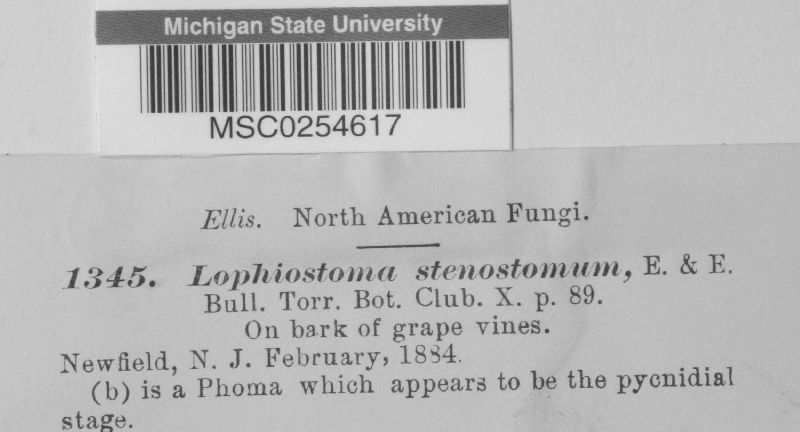 Michigan State University
MSC0254617
Ellis. North American Fungi.
1345. Lophiostoma stenostomum, E. & E.
Bull. Torr. Bot. Club. X. p. 89.
On bark of grape vines.
Newfield, N. J. February, 1884.
(b) is a Phoma which appears to be the pycnidial
stage.